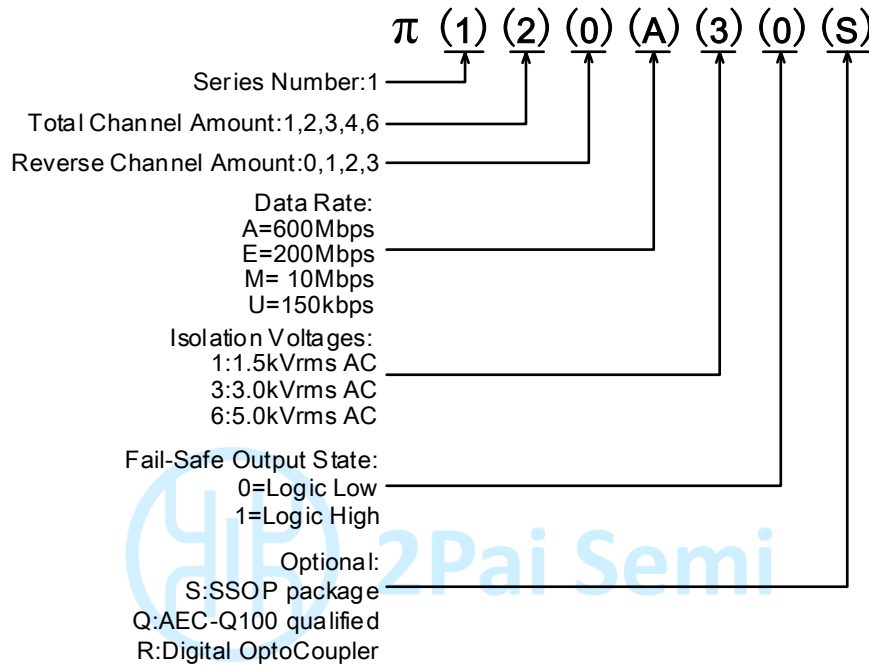 π (1) (2) (0) (A) (3) (0) (S)
Series Number:1
Total Channel Amount:1,2,3,4,6
Reverse Channel Amount:0,1,2,3
Data Rate:
A=600Mbps
E=200Mbps
M= 10Mbps
U=150kbps
Isolation Voltages:
1:1.5kVrms AC
3:3.0kVrms AC
6:5.0kVrms AC
Fail-Safe Output State:
0=Logic Low
1=Logic High
2Pai Semi
Optional:
S:SSOP package
Q:AEC-Q100 qualified
R:Digital OptoCoupler